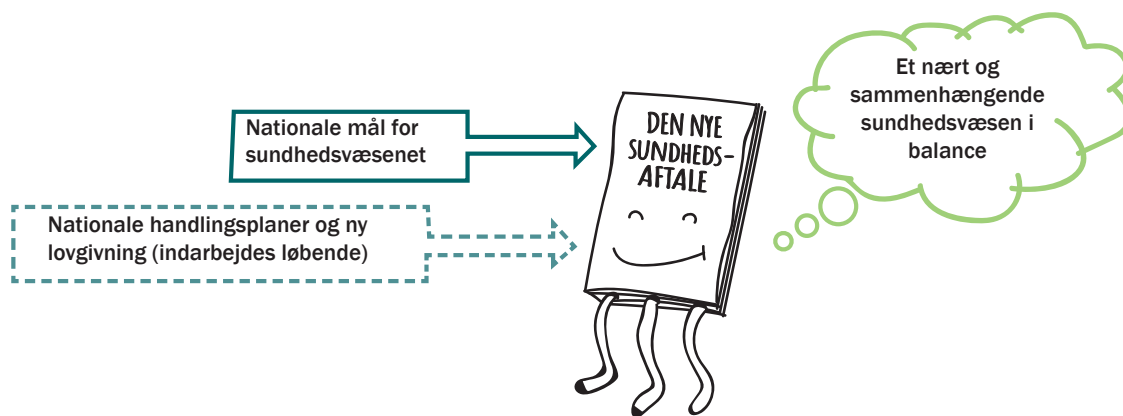 Nationale mål for
sundhedsvæsenet
Nationale handlingsplaner og ny
lovgivning (indarbejdes løbende)
DEN NYE
SUNDHEDS-
AFTALE
Et nært og
sammenhængende
sundhedsvæsen i
balance